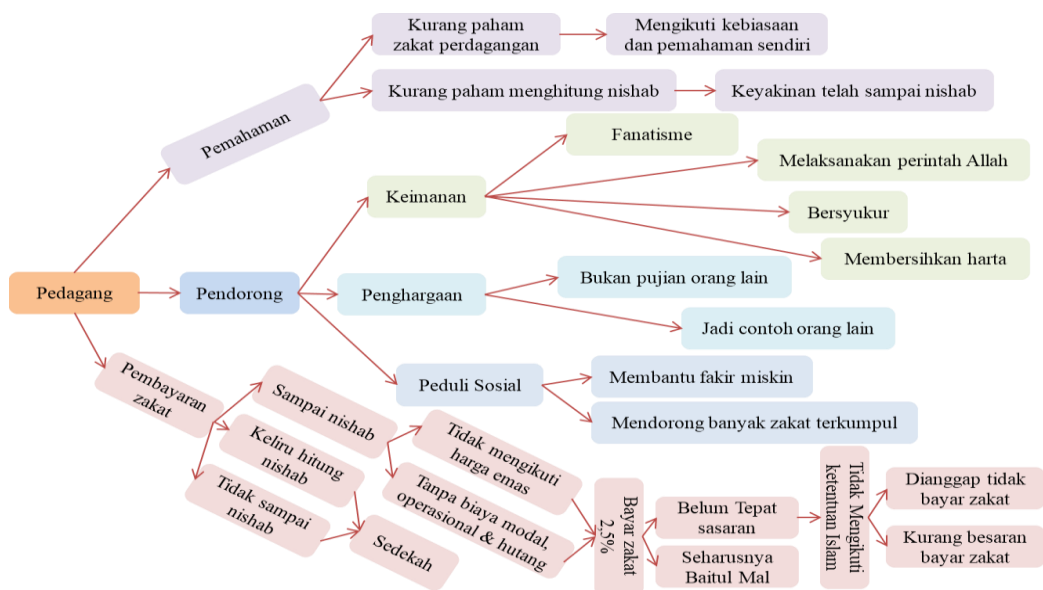 Kurang paham
zakat perdagangan
Mengikuti kebiasaan
dan pemahaman sendiri
Kurang paham menghitung nishab
Keyakinan telah sampai nishab
Pemahaman
Fanatisme
Melaksanakan perintah Allah
Keimanan
Bersyukur
Membersihkan harta
Pedagang
Pendorong
Penghargaan
Bukan pujian orang lain
Jadi contoh orang lain
Peduli Sosial
Membantu fakir miskin
Mendorong banyak zakat terkumpul
Pembayaran
zakat
Sampai nishab
Keliru hitung
nishab
Tidak sampai
nishab
Sedekah
Tidak mengikuti
harga emas
Tanpa biaya modal,
operasional & hutang
Bayar zakat
2,5%
Belum Tepat
sasaran
Seharusnya
Baitul Mal
Tidak Mengikuti
ketentuan Islam
Dianggap tidak
bayar zakat
Kurang besaran
bayar zakat